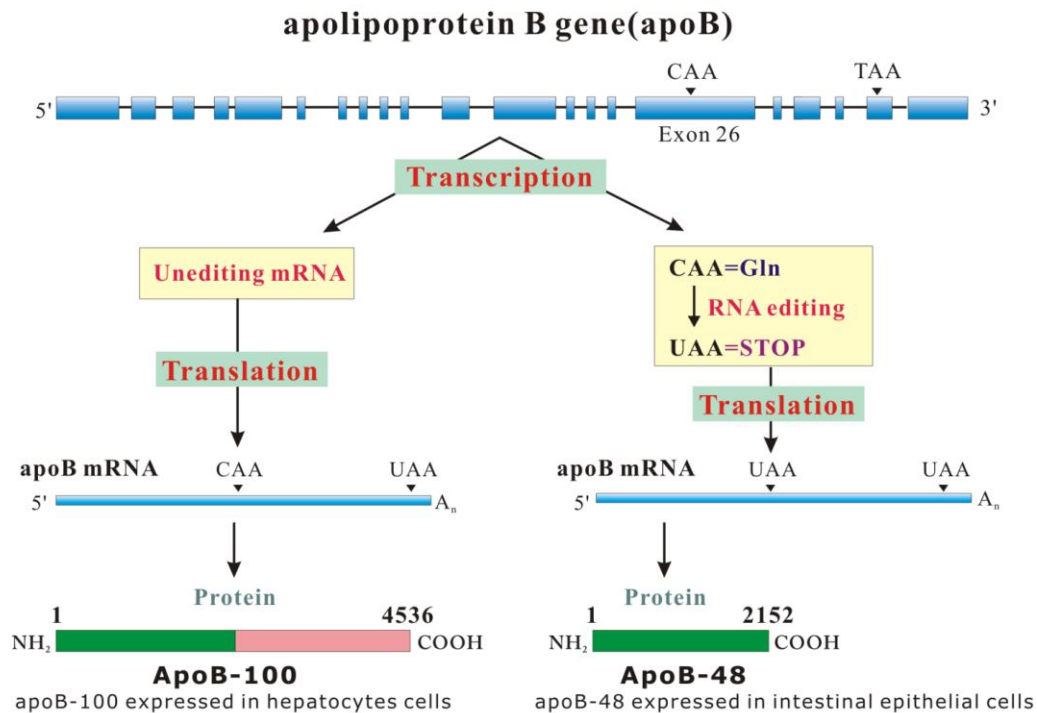 apolipoprotein B gene(apoB)
CAA TAA
5' 3'
Exon 26
Transcription
Unediting mRNA
CAA=Gln
RNA editing
UAA=STOP
Translation
Translation
apoB mRNA CAA UAA
5' An
apoB mRNA UAA UAA
5' An
Protein
1 4536
NH2 COOH
ApoB-100
apoB-100 expressed in hepatocytes cells
Protein
1 2152
NH2 COOH
ApoB-48
apoB-48 expressed in intestinal epithelial cells